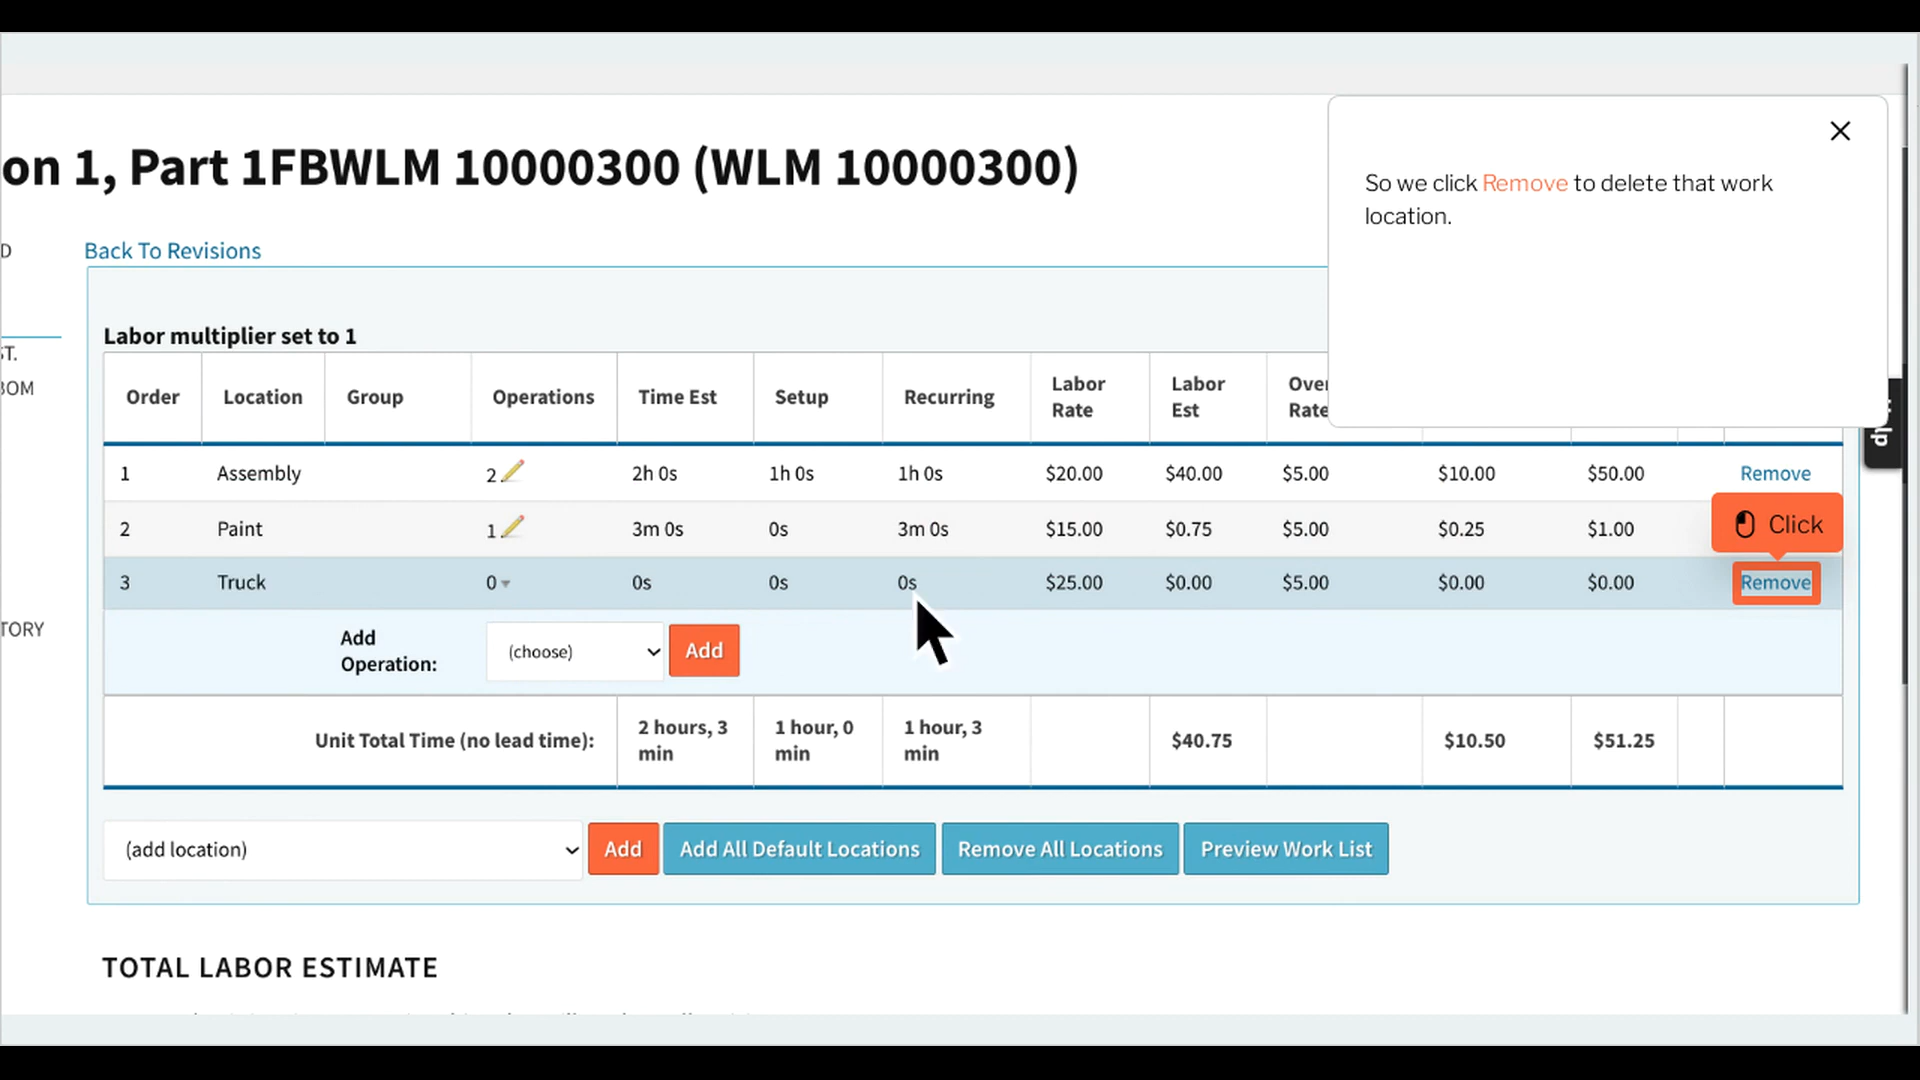 on 1, Part 1FBWLM 10000300 (WLM 10000300)
So we click Remove to delete that work
location.
D
Back To Revisions
Labor multiplier set to 1
ST.
BOM
Order Location Group Operations Time Est Setup Recurring Labor Rate Labor Est Over Rate
1 Assembly 2 2h 0s 1h 0s 1h 0s $20.00 $40.00 $5.00 $10.00 $50.00 Remove
2 Paint 1 3m 0s 0s 3m 0s $15.00 $0.75 $5.00 $0.25 $1.00
Click
3 Truck 0 0s 0s 0s $25.00 $0.00 $5.00 $0.00 $0.00 Remove
TORY
Add
Operation: (choose) Add
Unit Total Time (no lead time): 2 hours, 3 min 1 hour, 0 min 1 hour, 3 min $40.75 $10.50 $51.25
(add location) Add Add All Default Locations Remove All Locations Preview Work List
TOTAL LABOR ESTIMATE